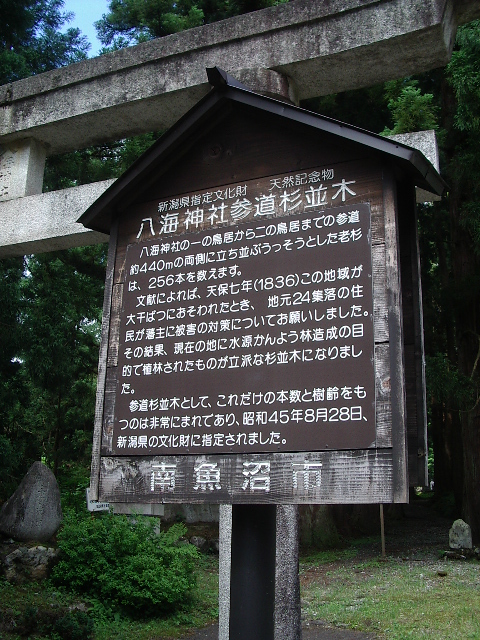 新潟県指定文化財　天然記念物
八海神社参道杉並木
八海神社の一の鳥居から二の鳥居までの参道
約440mの両側に立ち並ぶうっそうとした老杉
は、256本を数えます。
文献によれば、天保七年(1836)この地域が
大干ばつにおそわれたとき、地元24集落の住
民が藩主に被害の対策についてお願いしました。
その結果、現在の地に水源かんよう林造成の目
的で植林されたものが立派な杉並木になりまし
た。
参道杉並木として、これだけの本数と樹齢をも
つのは非常にまれであり、昭和45年8月28日、
新潟県の文化財に指定されました。
南魚沼市